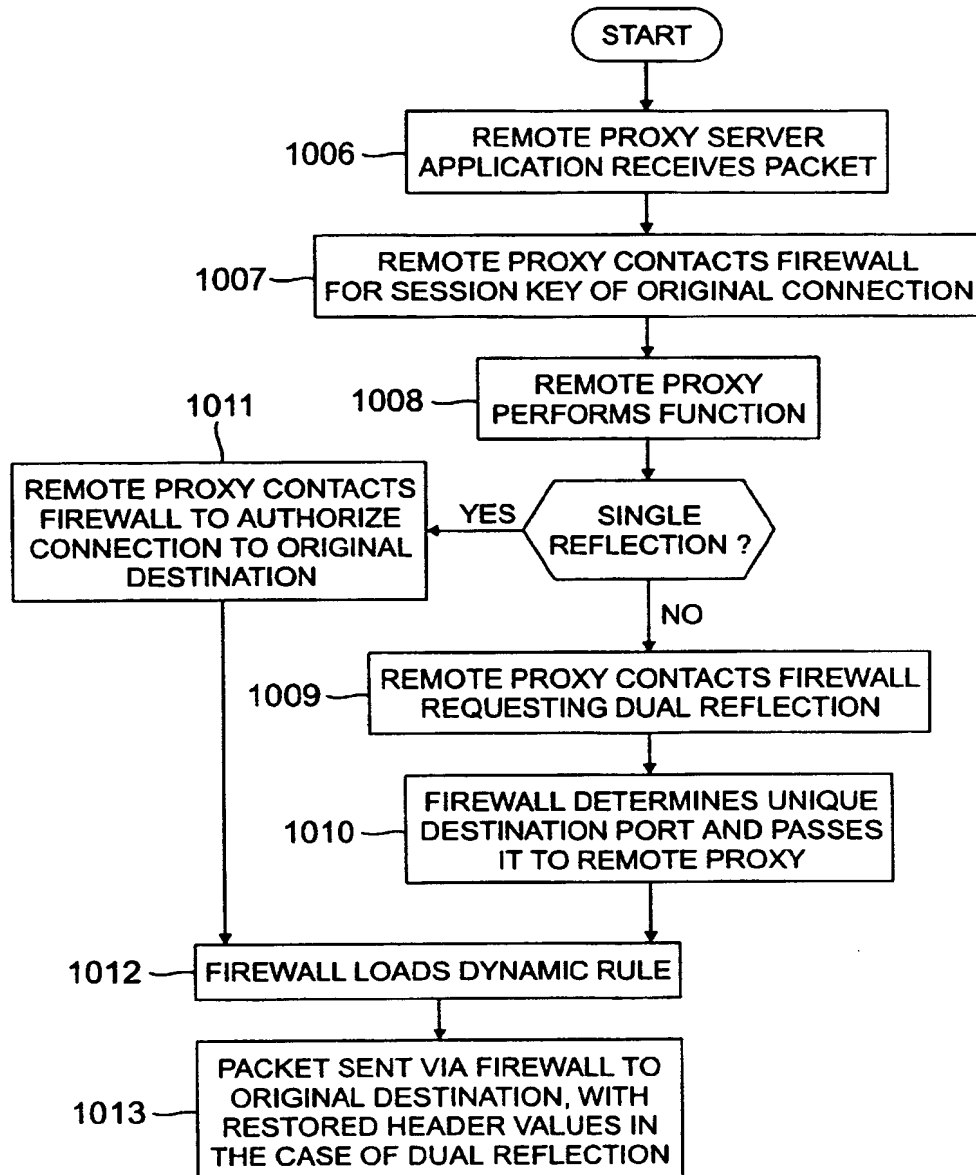 START
1006
REMOTE PROXY SERVER
APPLICATION RECEIVES PACKET
1007
REMOTE PROXY CONTACTS FIREWALL
FOR SESSION KEY OF ORIGINAL CONNECTION
1008
REMOTE PROXY
PERFORMS FUNCTION
1011
REMOTE PROXY CONTACTS
FIREWALL TO AUTHORIZE
CONNECTION TO ORIGINAL
DESTINATION
YES
SINGLE
REFLECTION ?
NO
1009
REMOTE PROXY CONTACTS FIREWALL
REQUESTING DUAL REFLECTION
1010
FIREWALL DETERMINES UNIQUE
DESTINATION PORT AND PASSES
IT TO REMOTE PROXY
1012
FIREWALL LOADS DYNAMIC RULE
1013
PACKET SENT VIA FIREWALL TO
ORIGINAL DESTINATION, WITH
RESTORED HEADER VALUES IN
THE CASE OF DUAL REFLECTION